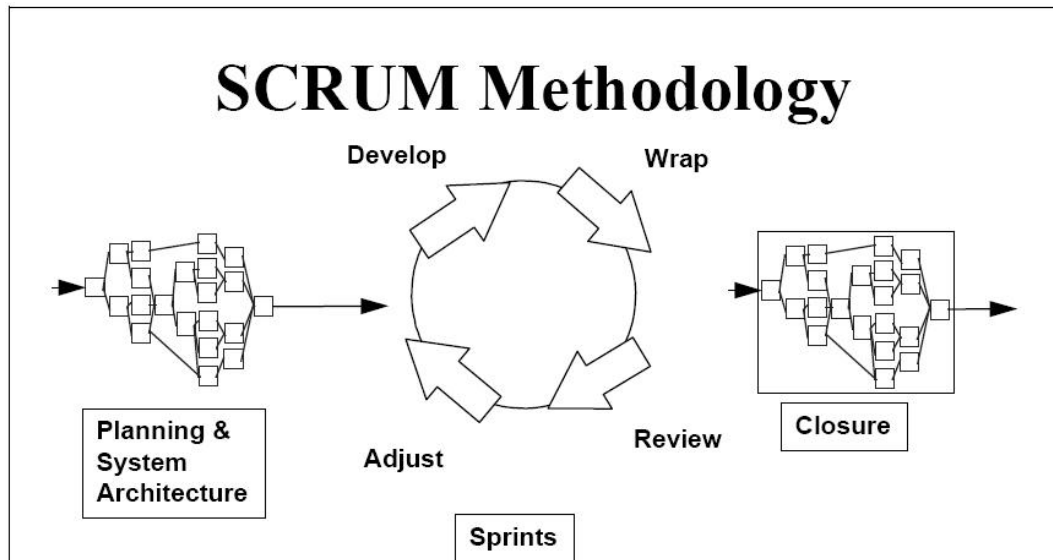 SCRUM Methodology
Develop
Wrap
Planning &
System
Architecture
Adjust
Review
Closure
Sprints